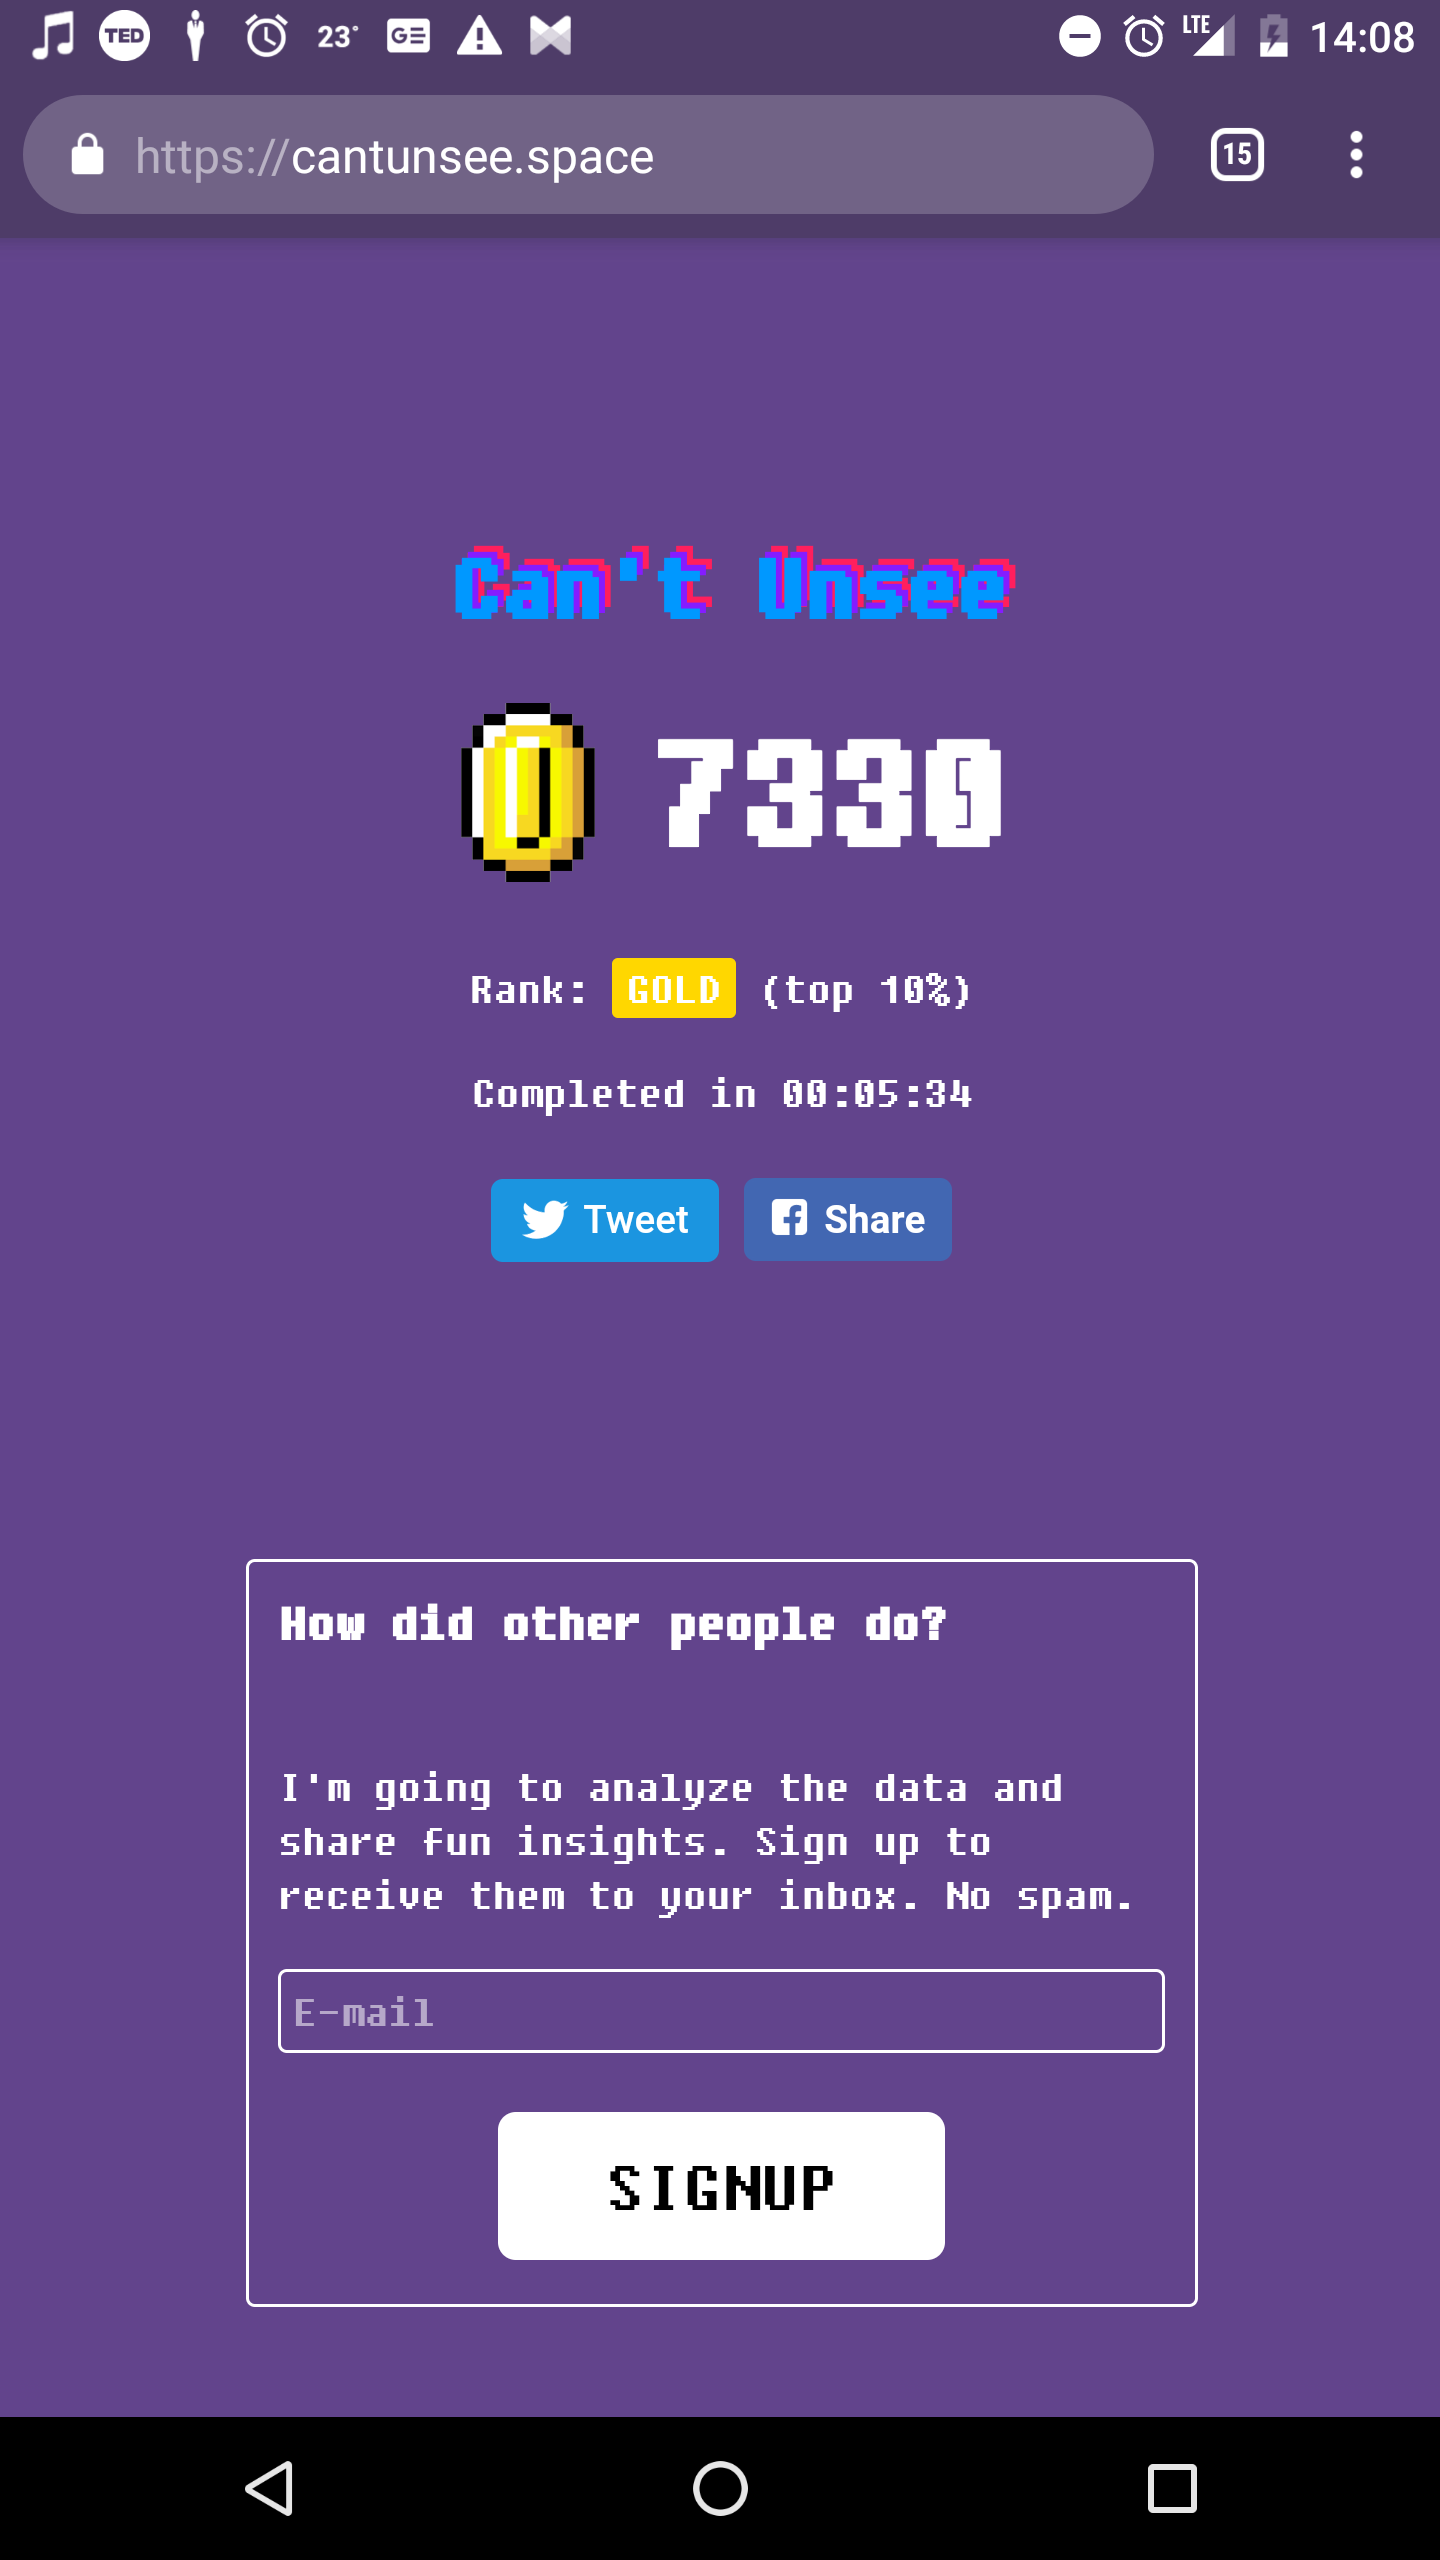 TED 23° GE LTE 14:08
https://cantunsee.space 15
Can't Unsee
7330
Rank: GOLD (top 10%)
Completed in 00:05:34
Tweet Share
How did other people do?
I'm going to analyze the data and
share fun insights. Sign up to
receive them to your inbox. No spam.
E-mail
SIGNUP